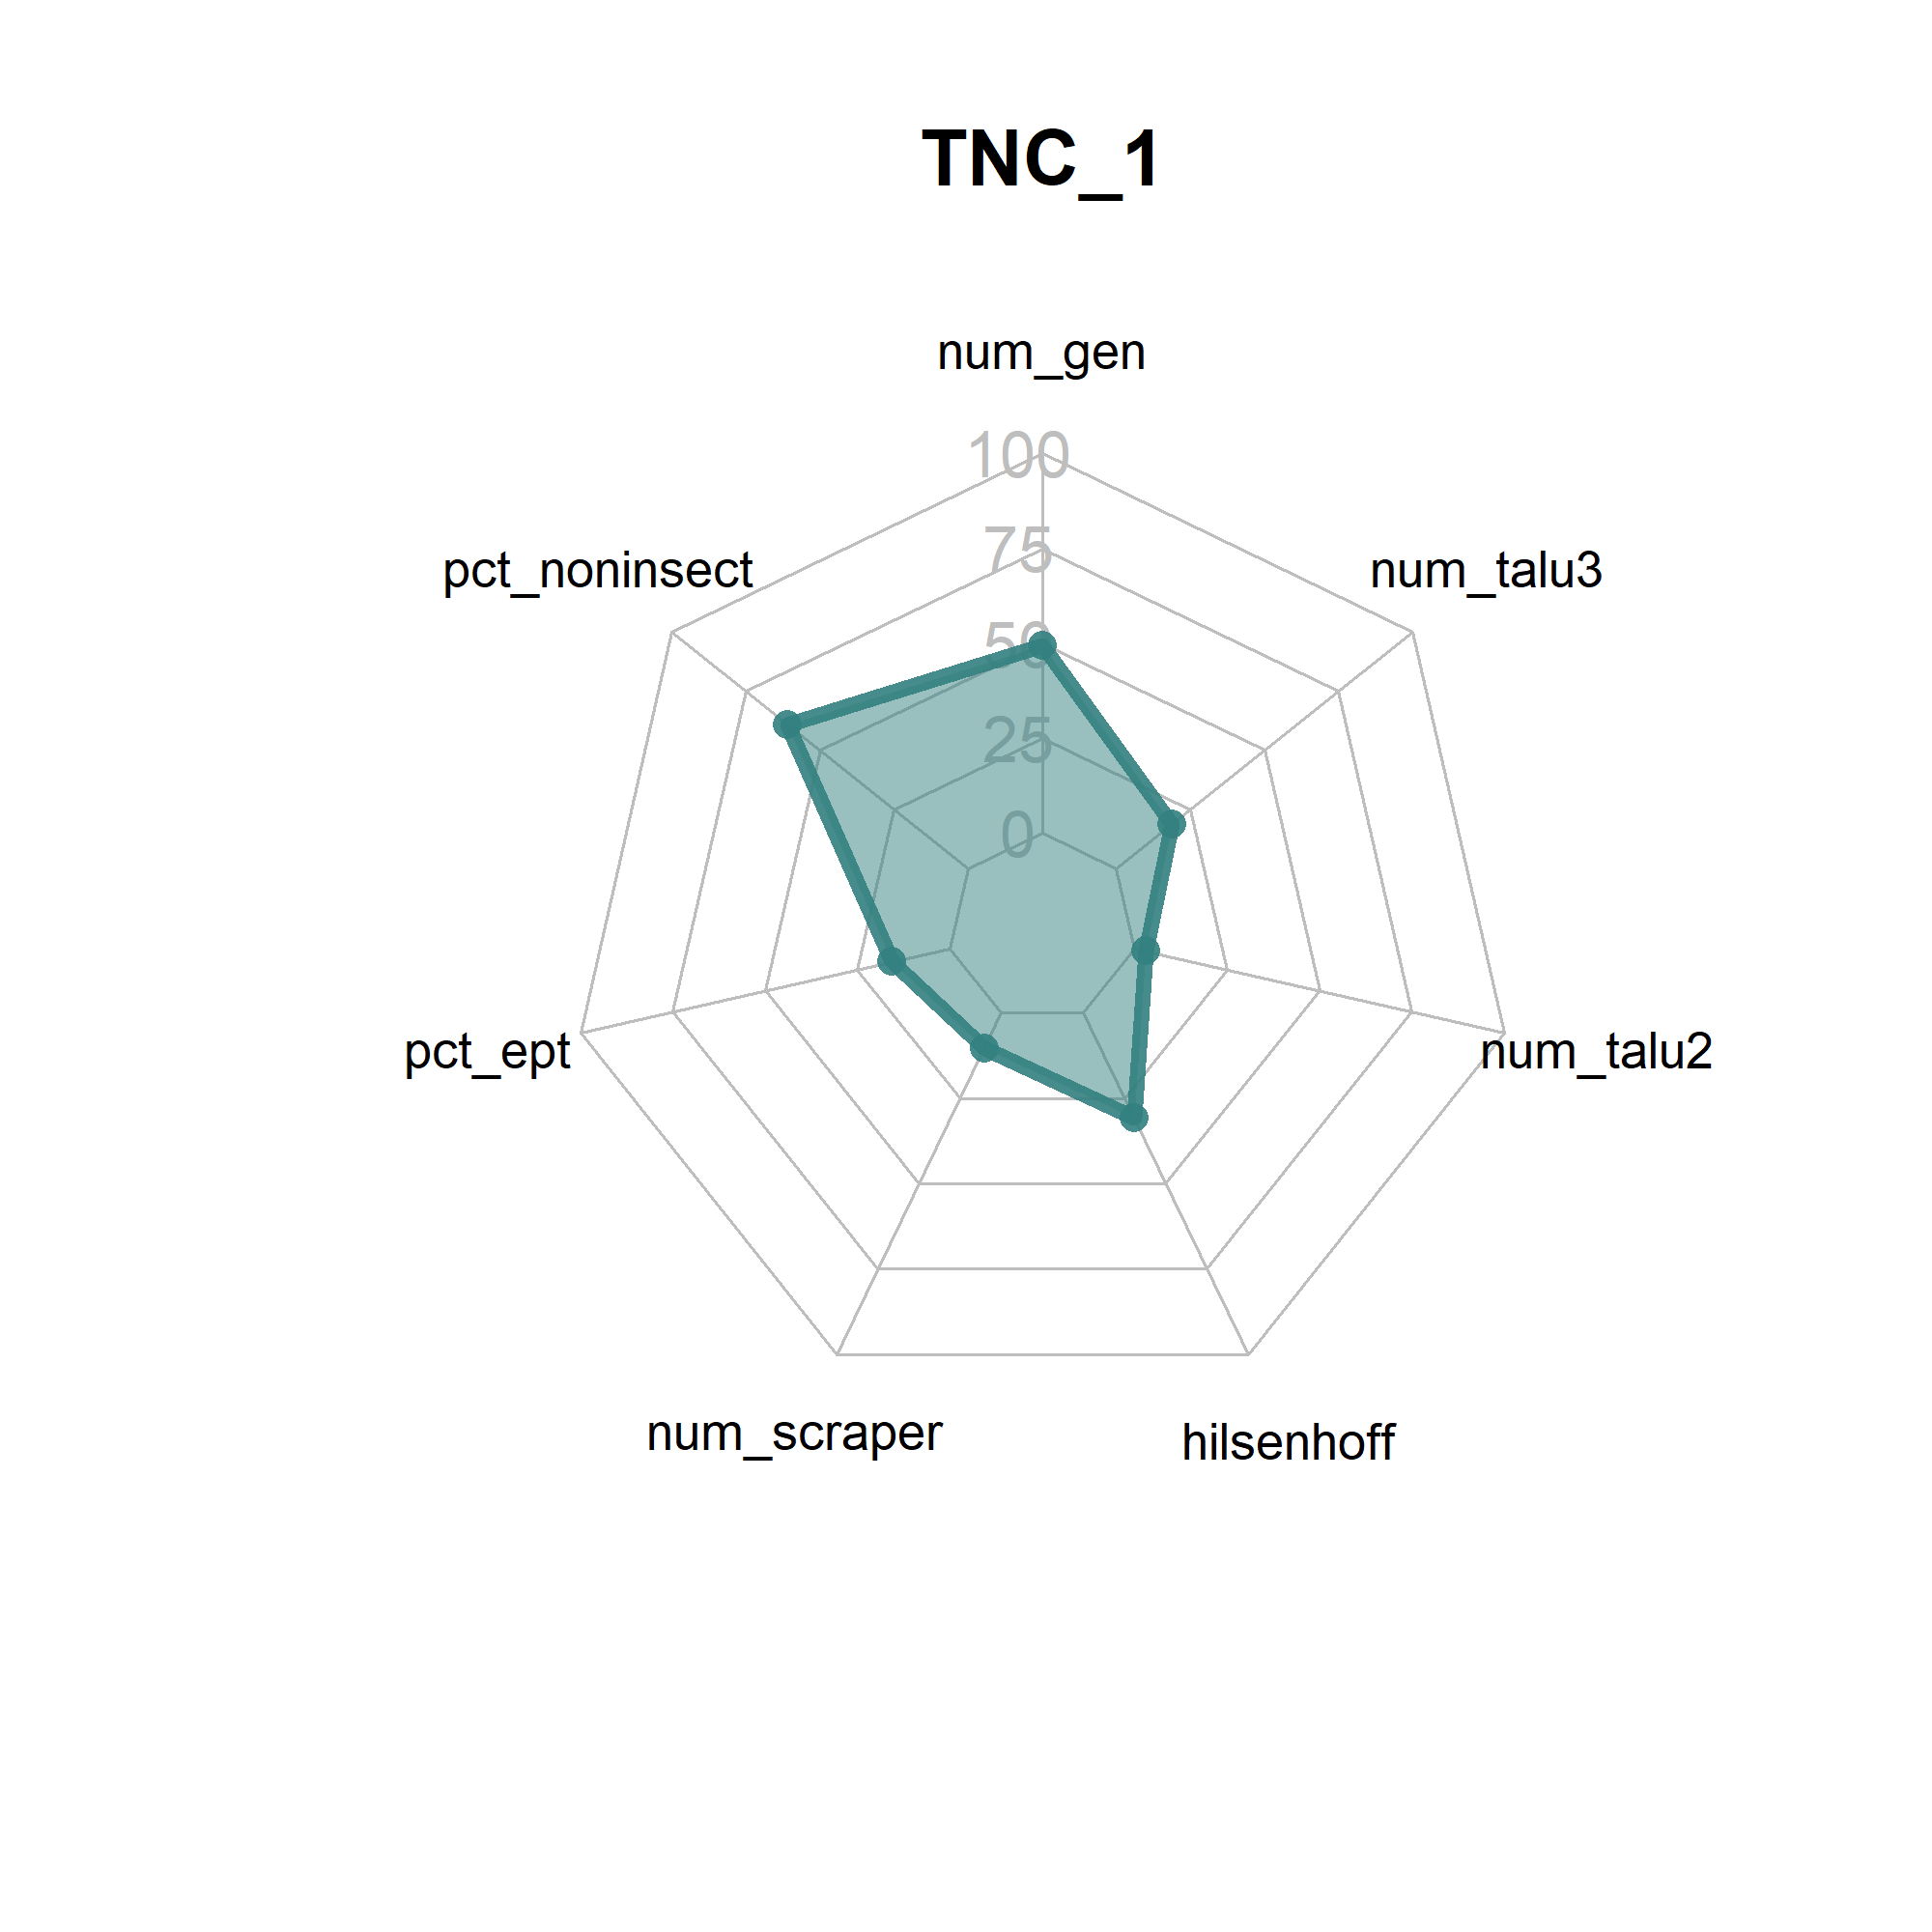 TNC_1
num_gen
100
75
pct_noninsect
num_talu3
50
25
0
pct_ept
num_talu2
num_scraper
hilsenhoff